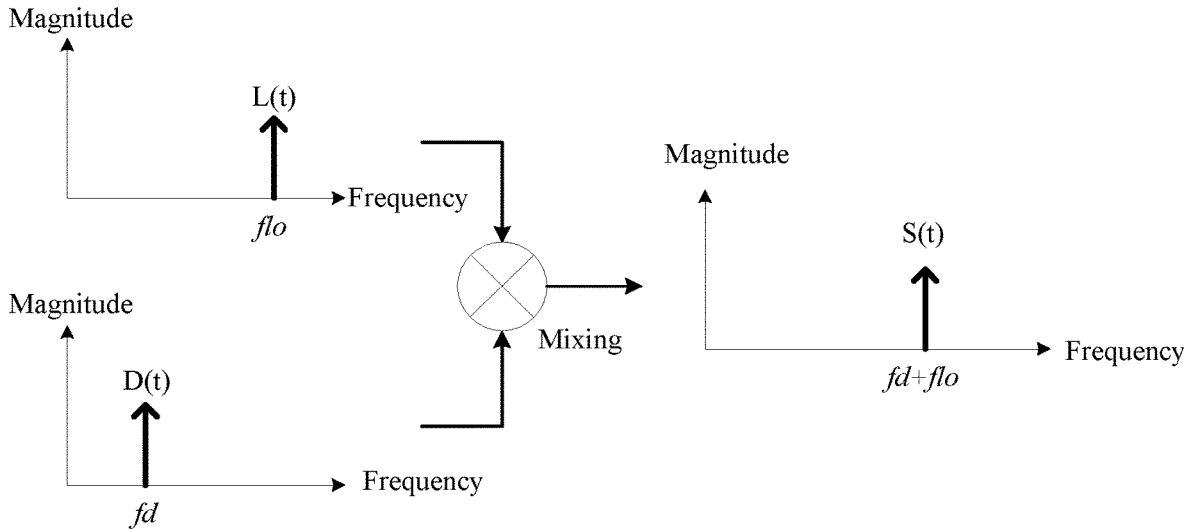 Magnitude
L(t)
Frequency
flo
Magnitude
D(t)
Frequency
fd
Mixing
Magnitude
S(t)
Frequency
fd+flo